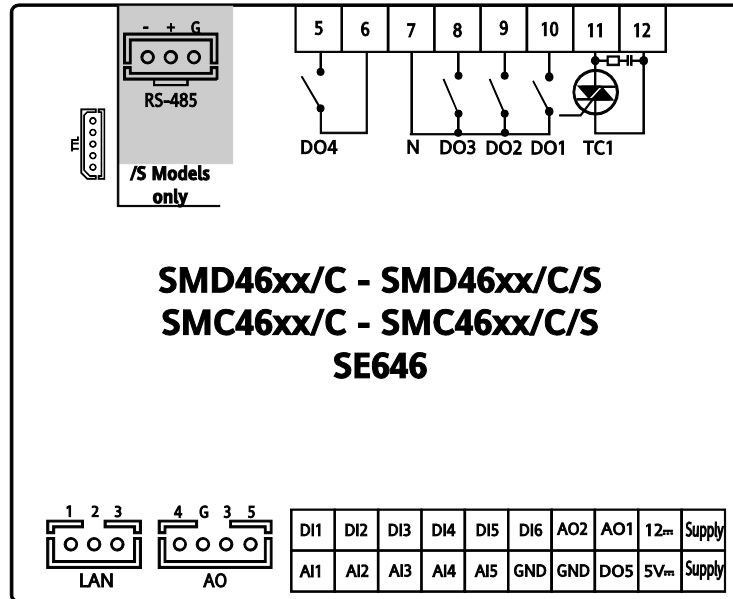 - + G
RS-485
TTL
/S Models
only
5 6 7 8 9 10 11 12
DO4 N DO3 DO2 DO1 TC1
SMD46xx/C - SMD46xx/C/S
SMC46xx/C - SMC46xx/C/S
SE646
1 2 3
LAN
4 G 3 5
AO
DI1 DI2 DI3 DI4 DI5 DI6 AO2 AO1 12⎓ Supply
AI1 AI2 AI3 AI4 AI5 GND GND DO5 5V⎓ Supply